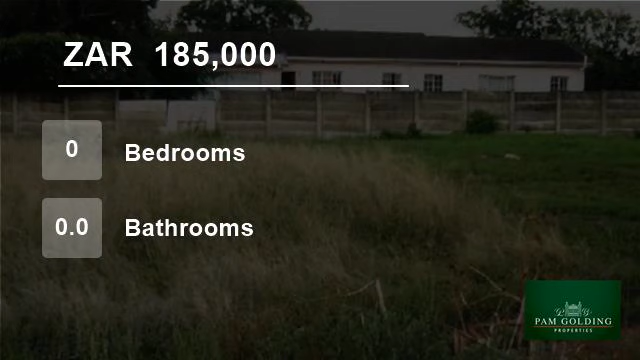 ZAR 185,000
0
Bedrooms
0.0
Bathrooms
PAM GOLDING
PROPERTIES